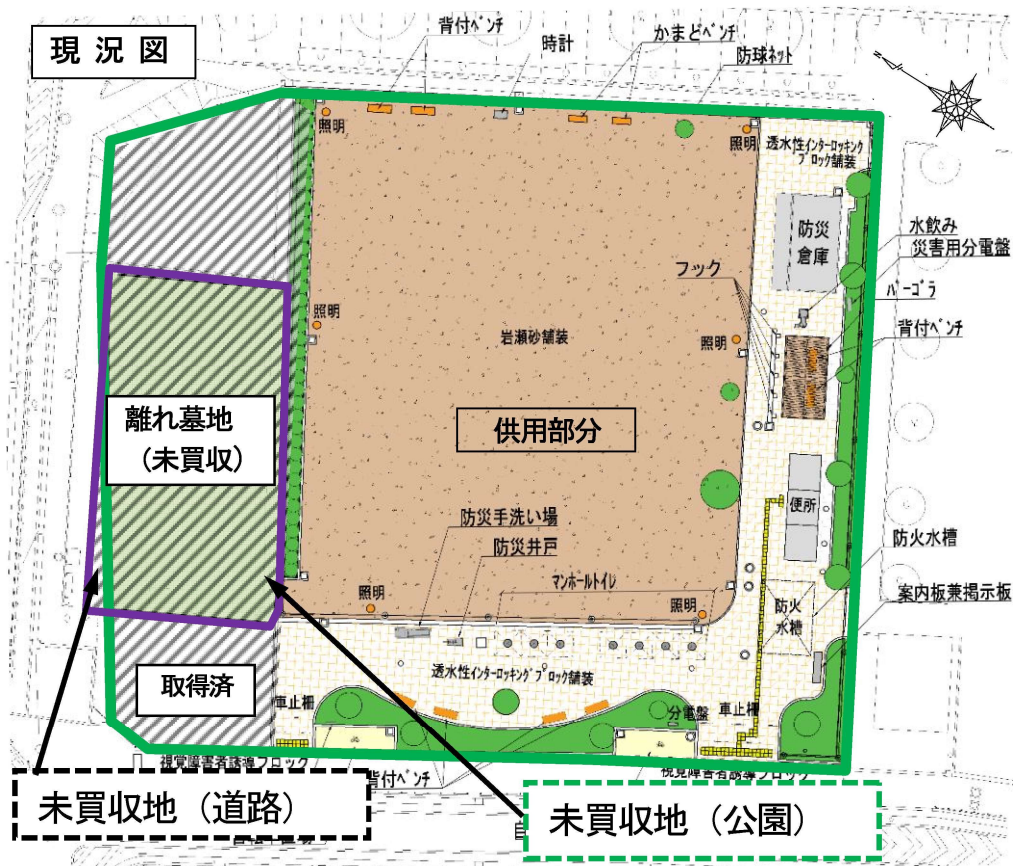 現況図
背付ベンチ
時計
かまどベンチ
防球ネット
照明
照明
透水性インターロッキング
ブロック舗装
防災
倉庫
水飲み
災害用分電盤
フック
パーゴラ
背付ベンチ
照明
照明
岩瀬砂舗装
供用部分
離れ墓地
(未買収)
便所
防災手洗い場
防災井戸
マンホールトイレ
防火水槽
照明
照明
防火
水槽
案内板兼掲示板
透水性インターロッキングブロック舗装
取得済
車止柵
分電盤
車止柵
視覚障害者誘導ブロック
背付ベンチ
視覚障害者誘導ブロック
未買収地(道路)
未買収地(公園)